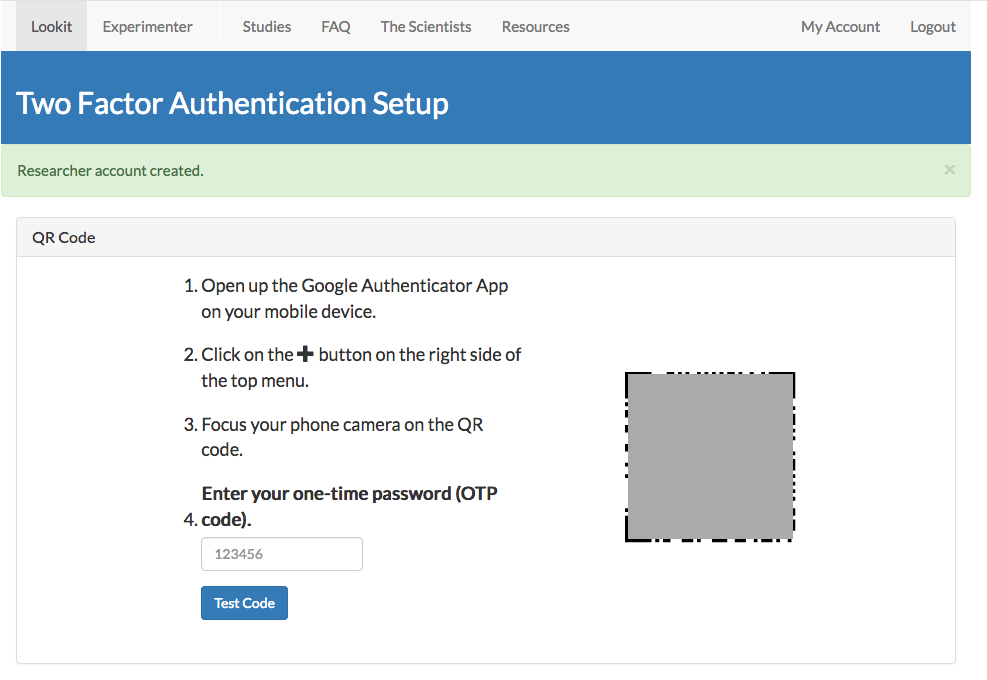 Lookit Experimenter Studies FAQ The Scientists Resources My Account Logout
Two Factor Authentication Setup
Researcher account created. ×
QR Code
1. Open up the Google Authenticator App
on your mobile device.
2. Click on the ✚ button on the right side of
the top menu.
3. Focus your phone camera on the QR
code.
Enter your one-time password (OTP
4. code).
123456
Test Code